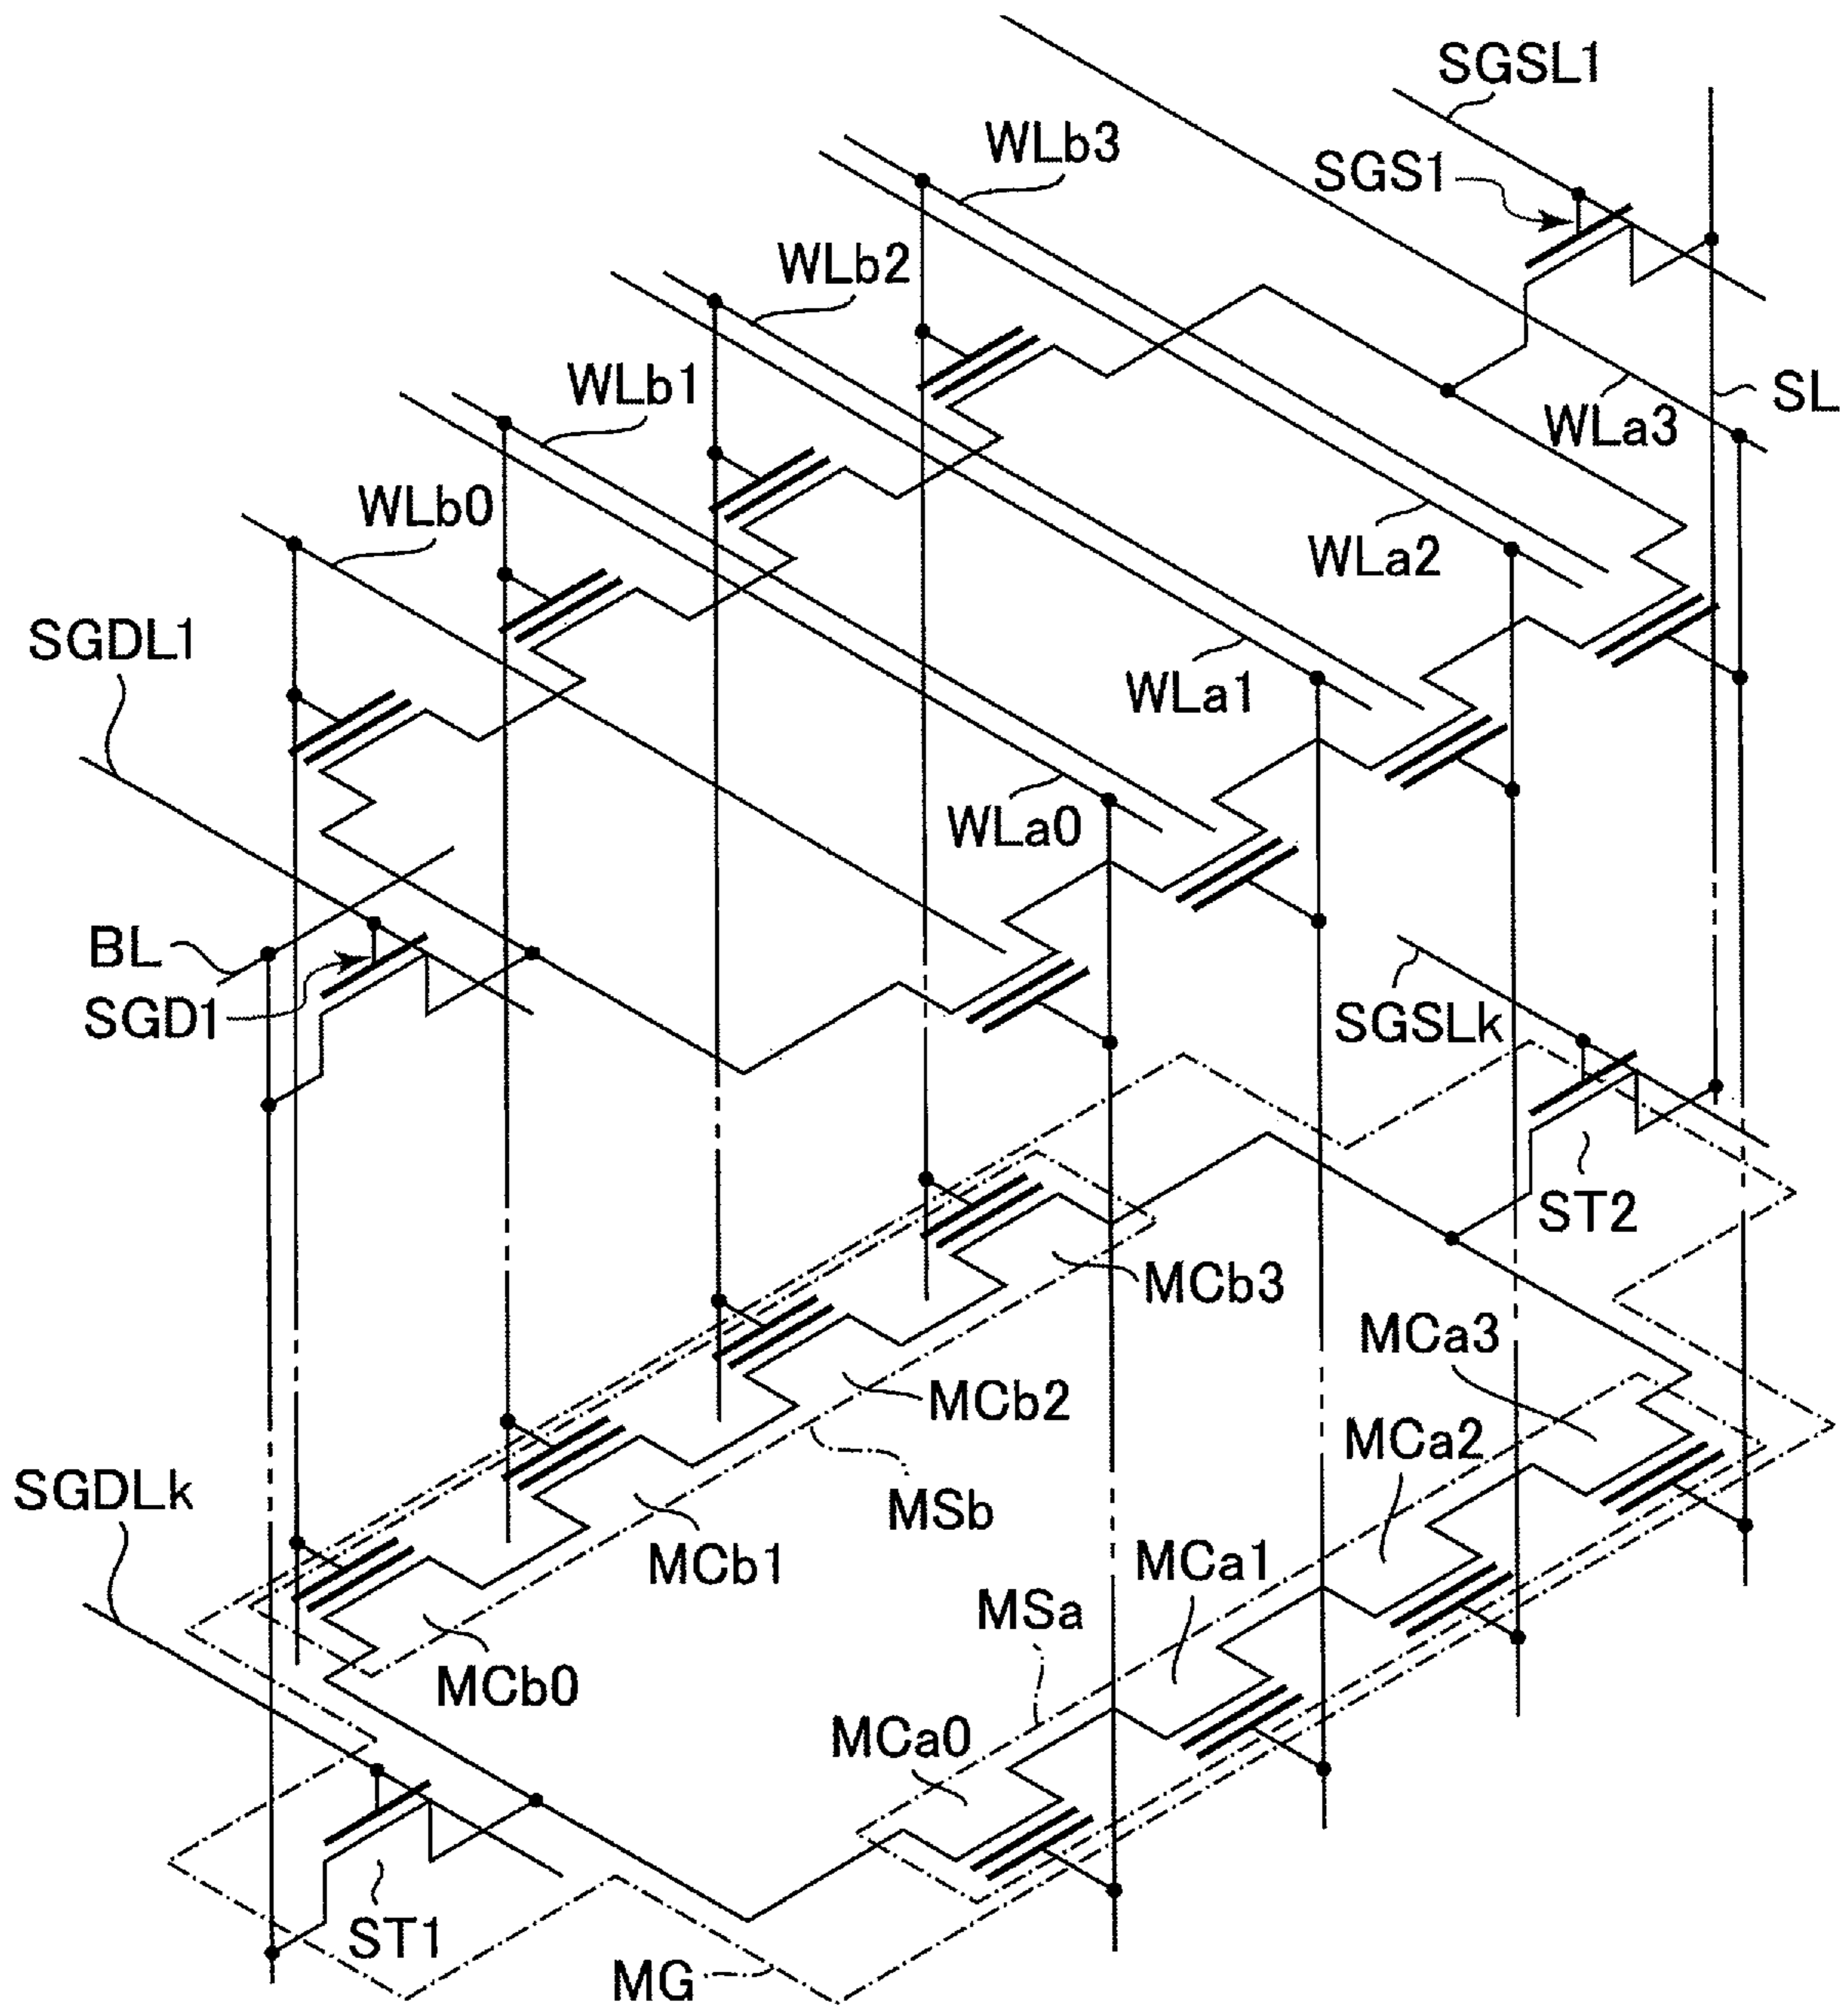 SGSL1
WLb3
SGS1
WLb2
WLb1
SL
WLa3
WLb0
WLa2
SGDL1
WLa1
WLa0
BL
SGD1
SGSLk
ST2
MCb3
MCa3
MCb2
MCa2
SGDLk
MSb
MCb1
MCa1
MSa
MCb0
MCa0
ST1
MG